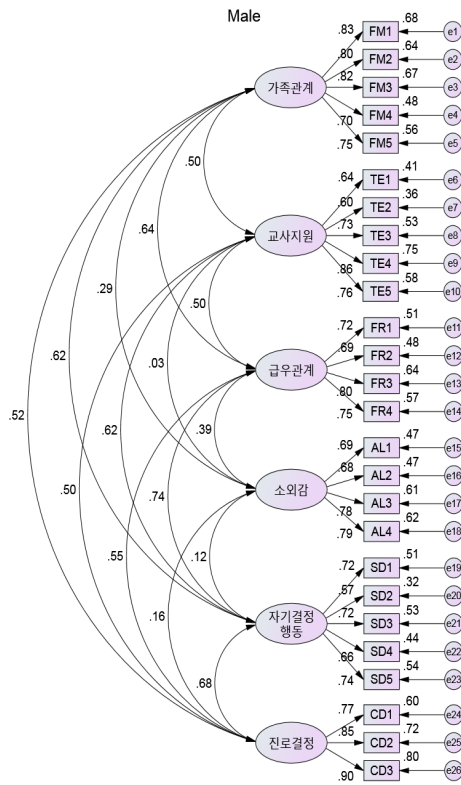 Male
.83
FM1
.68
e1
.80
FM2
.64
e2
.82
FM3
.67
e3
가족관계
FM4
.48
e4
.70
.75
FM5
.56
e5
.50
.64
TE1
.41
e6
.60
TE2
.36
e7
.73
TE3
.53
e8
교사지원
TE4
.75
e9
.86
.76
TE5
.58
e10
.64
.29
.50
.72
FR1
.51
e11
.69
FR2
.48
e12
급우관계
FR3
.64
e13
.80
.75
FR4
.57
e14
.62
.03
.52
.62
.39
.69
AL1
.47
e15
.68
AL2
.47
e16
소외감
AL3
.61
e17
.78
.79
AL4
.62
e18
.50
.74
.55
.12
.16
.72
SD1
.51
e19
.57
SD2
.32
e20
.72
SD3
.53
e21
자기결정
행동
SD4
.44
e22
.66
.74
SD5
.54
e23
.68
.77
CD1
.60
e24
.85
CD2
.72
e25
진로결정
.90
CD3
.80
e26